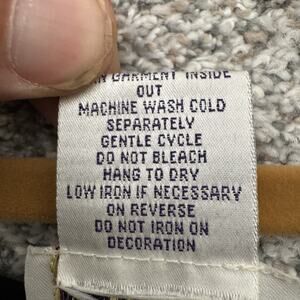 GARMENT INSIDE
OUT
MACHINE WASH COLD
SEPARATELY
GENTLE CYCLE
DO NOT BLEACH
HANG TO DRY
LOW IRON IF NECESSARY
ON REVERSE
DO NOT IRON ON
DECORATION